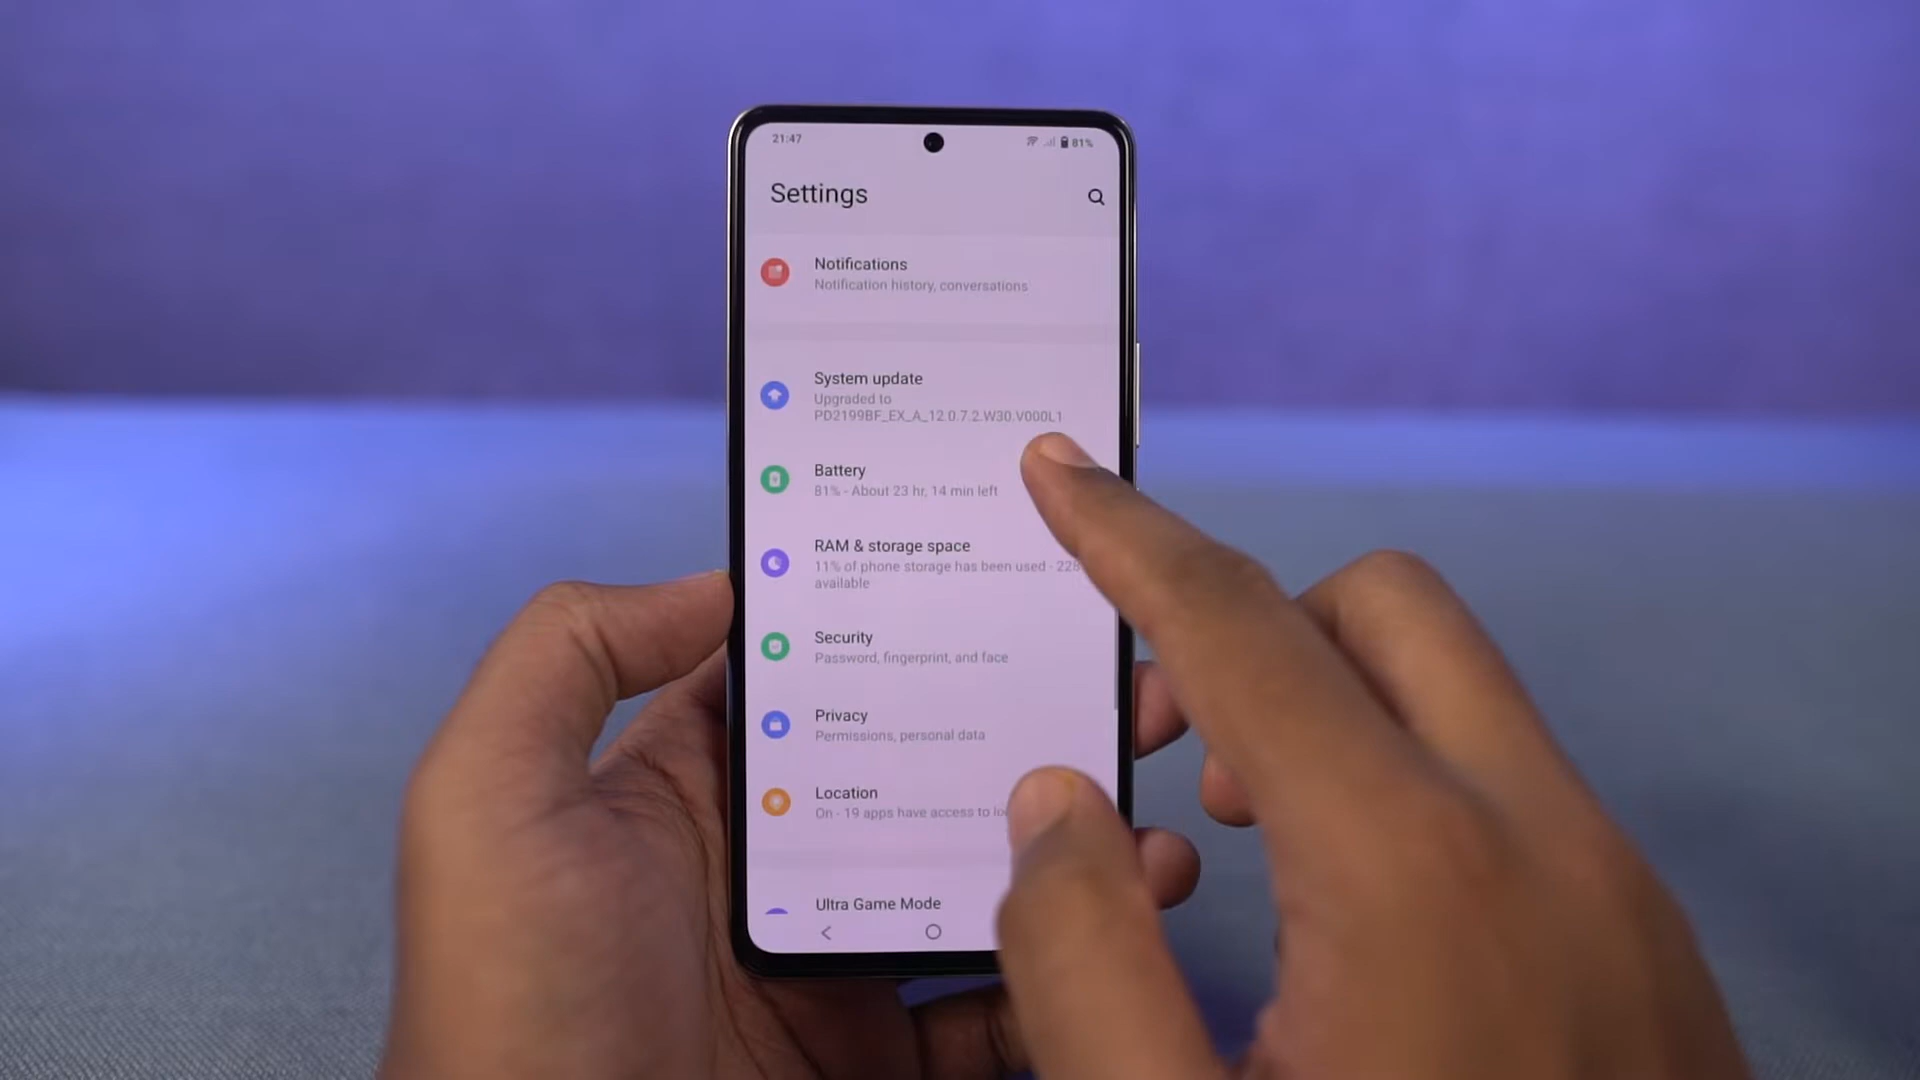 21:47
81%
Settings
Notifications
Notification history, conversations
System update
Upgraded to
PD2199BF_EX_A_12.0.7.2.W30.V000L1
Battery
81% - About 23 hr, 14 min left
RAM & storage space
11% of phone storage has been used - 228
available
Security
Password, fingerprint, and face
Privacy
Permissions, personal data
Location
On - 19 apps have access to
Ultra Game Mode